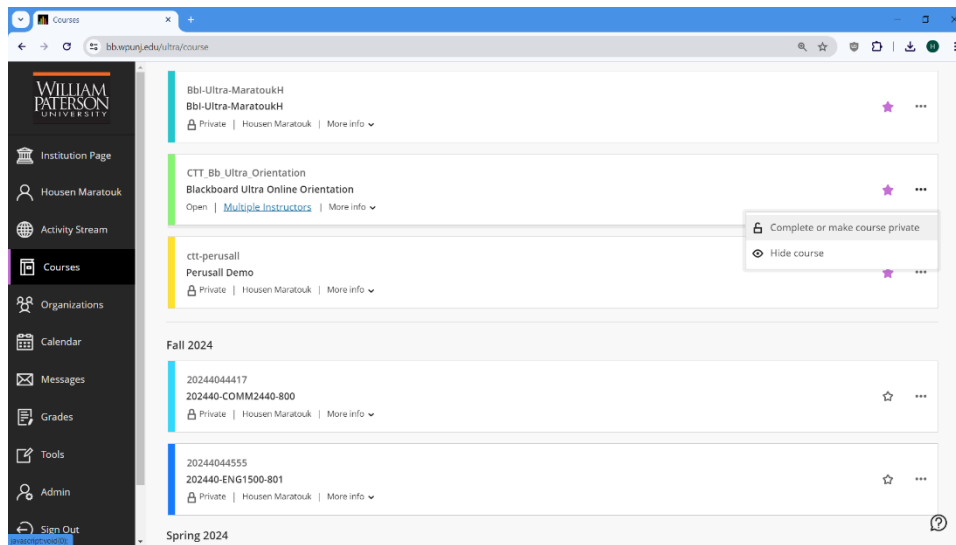 Courses
bb.wpunj.edu/ultra/course
H
WILLIAM
PATERSON
UNIVERSITY
Institution Page
Housen Maratouk
Activity Stream
Courses
Organizations
Calendar
Messages
Grades
Tools
Admin
Sign Out
javascript:void(0);
Bbl-Ultra-MaratoukH
Bbl-Ultra-MaratoukH
Private | Housen Maratouk | More info
CTT_Bb_Ultra_Orientation
Blackboard Ultra Online Orientation
Open | Multiple Instructors | More info
Complete or make course private
Hide course
ctt-perusall
Perusall Demo
Private | Housen Maratouk | More info
Fall 2024
20244044417
202440-COMM2440-800
Private | Housen Maratouk | More info
20244044555
202440-ENG1500-801
Private | Housen Maratouk | More info
Spring 2024